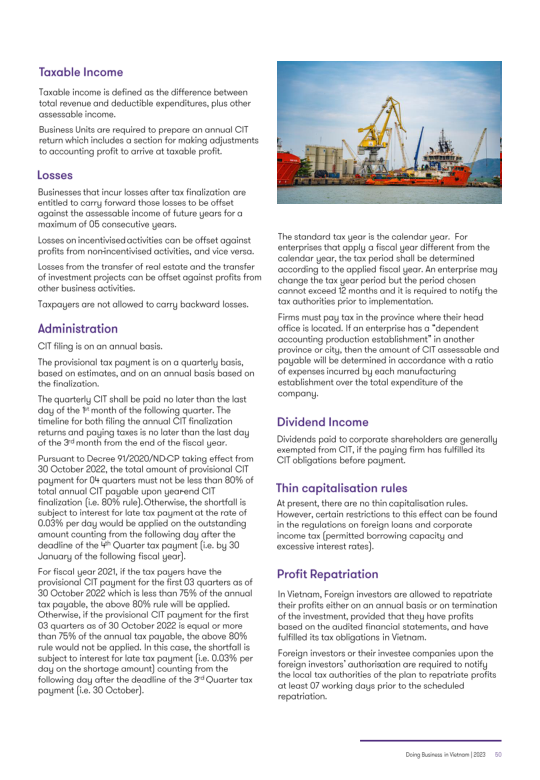 Taxable Income
Taxable income is defined as the difference between
total revenue and deductible expenditures, plus other
assessable income.
Business Units are required to prepare an annual CIT
return which includes a section for making adjustments
to accounting profit to arrive at taxable profit.
Losses
Businesses that incur losses after tax finalization are
entitled to carry forward those losses to be offset
against the assessable income of future years for a
maximum of 05 consecutive years.
Losses on incentivised activities can be offset against
profits from non-incentivised activities, and vice versa.
Losses from the transfer of real estate and the transfer
of investment projects can be offset against profits from
other business activities.
Taxpayers are not allowed to carry backward losses.
Administration
CIT filing is on an annual basis.
The provisional tax payment is on a quarterly basis,
based on estimates, and on an annual basis based on
the finalization.
The quarterly CIT shall be paid no later than the last
day of the 1st month of the following quarter. The
timeline for both filing the annual CIT finalization
returns and paying taxes is no later than the last day
of the 3rd month from the end of the fiscal year.
Pursuant to Decree 91/2020/ND-CP taking effect from
30 October 2022, the total amount of provisional CIT
payment for 04 quarters must not be less than 80% of
total annual CIT payable upon year-end CIT
finalization (i.e. 80% rule). Otherwise, the shortfall is
subject to interest for late tax payment at the rate of
0.03% per day would be applied on the outstanding
amount counting from the following day after the
deadline of the 4th Quarter tax payment (i.e. by 30
January of the following fiscal year).
For fiscal year 2021, if the tax payers have the
provisional CIT payment for the first 03 quarters as of
30 October 2022 which is less than 75% of the annual
tax payable, the above 80% rule will be applied.
Otherwise, if the provisional CIT payment for the first
03 quarters as of 30 October 2022 is equal or more
than 75% of the annual tax payable, the above 80%
rule would not be applied. In this case, the shortfall is
subject to interest for late tax payment (i.e. 0.03% per
day on the shortage amount) counting from the
following day after the deadline of the 3rd Quarter tax
payment (i.e. 30 October).
The standard tax year is the calendar year. For
enterprises that apply a fiscal year different from the
calendar year, the tax period shall be determined
according to the applied fiscal year. An enterprise may
change the tax year period but the period chosen
cannot exceed 12 months and it is required to notify the
tax authorities prior to implementation.
Firms must pay tax in the province where their head
office is located. If an enterprise has a "dependent
accounting production establishment" in another
province or city, then the amount of CIT assessable and
payable will be determined in accordance with a ratio
of expenses incurred by each manufacturing
establishment over the total expenditure of the
company.
Dividend Income
Dividends paid to corporate shareholders are generally
exempted from CIT, if the paying firm has fulfilled its
CIT obligations before payment.
Thin capitalisation rules
At present, there are no thin capitalisation rules.
However, certain restrictions to this effect can be found
in the regulations on foreign loans and corporate
income tax (permitted borrowing capacity and
excessive interest rates).
Profit Repatriation
In Vietnam, Foreign investors are allowed to repatriate
their profits either on an annual basis or on termination
of the investment, provided that they have profits
based on the audited financial statements, and have
fulfilled its tax obligations in Vietnam.
Foreign investors or their investee companies upon the
foreign investors' authorisation are required to notify
the local tax authorities of the plan to repatriate profits
at least 07 working days prior to the scheduled
repatriation.
Doing Business in Vietnam | 2023 50